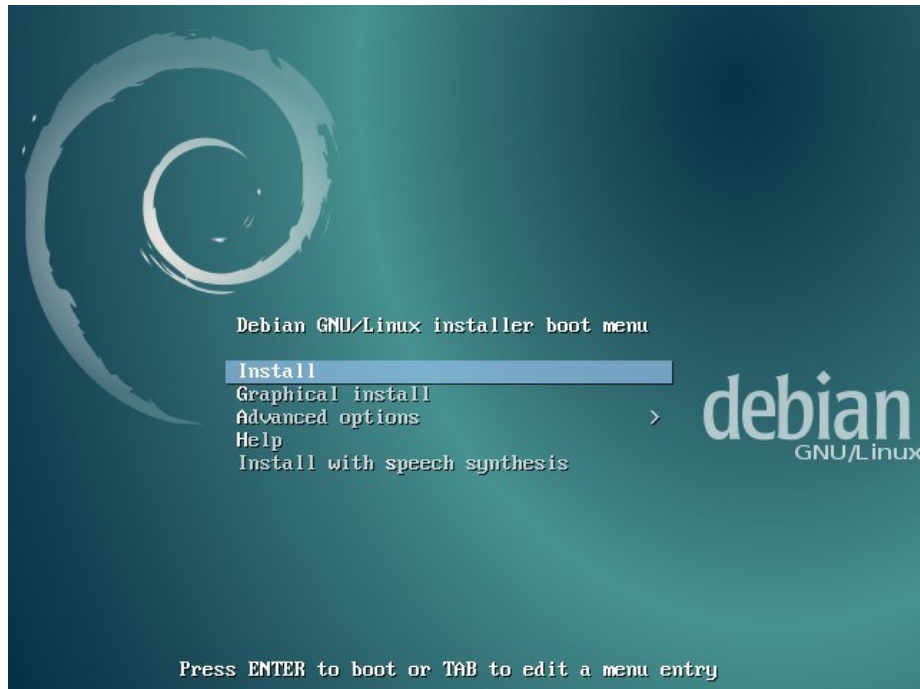 Debian GNU/Linux installer boot menu
Install
Graphical install
Advanced options >
Help
Install with speech synthesis
debian
GNU/Linux
Press ENTER to boot or TAB to edit a menu entry